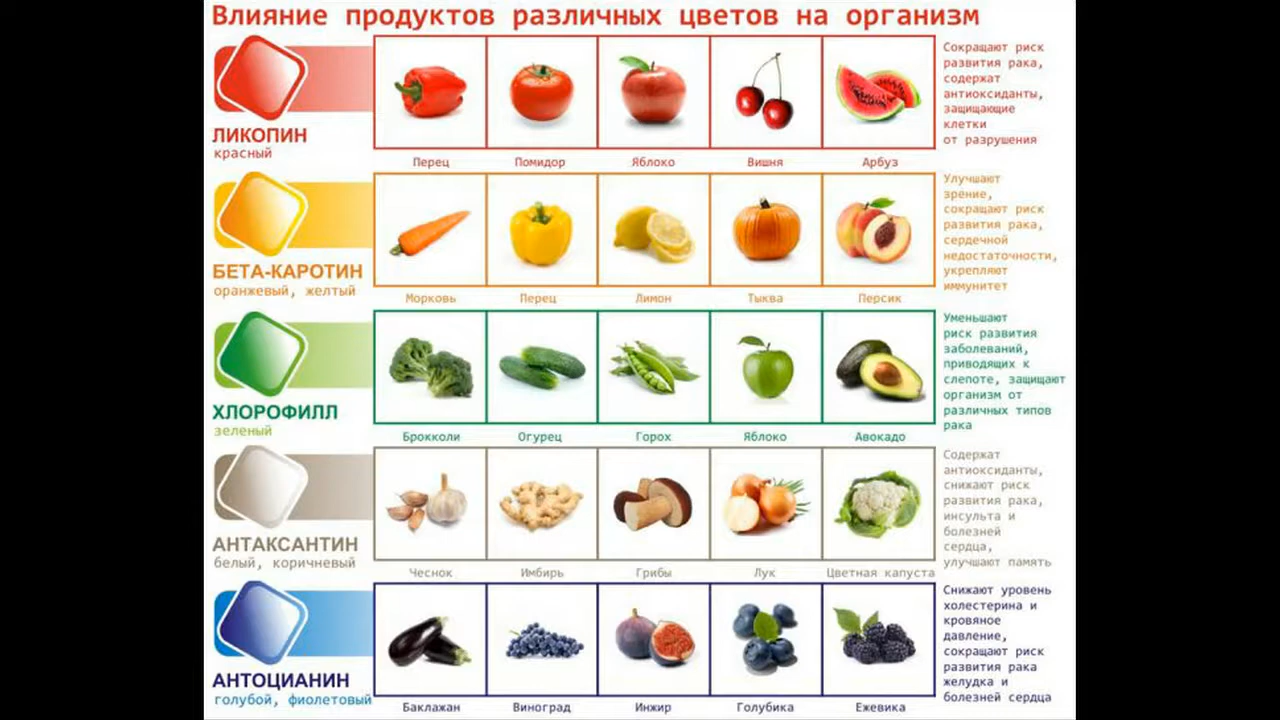 Влияние продуктов различных цветов на организм
ЛИКОПИН
красный
Перец
Помидор
Яблоко
Вишня
Арбуз
Сокращают риск
развития рака,
содержат
антиоксиданты,
защищающие
клетки
от разрушения
БЕТА-КАРОТИН
оранжевый, желтый
Морковь
Перец
Лимон
Тыква
Персик
Улучшают
зрение,
сокращают риск
развития рака,
сердечной
недостаточности,
укрепляют
иммунитет
ХЛОРОФИЛЛ
зеленый
Брокколи
Огурец
Горох
Яблоко
Авокадо
Уменьшают
риск развития
заболеваний,
приводящих к
слепоте, защищают
организм от
различных типов
рака
АНТАКСАНТИН
белый, коричневый
Чеснок
Имбирь
Грибы
Лук
Цветная капуста
Содержат
антиоксиданты,
снижают риск
развития рака,
инсульта и
болезней
сердца,
улучшают память
АНТОЦИАНИН
голубой, фиолетовый
Баклажан
Виноград
Инжир
Голубика
Ежевика
Снижают уровень
холестерина и
кровяное
давление,
сокращают риск
развития рака
желудка и
болезней сердца